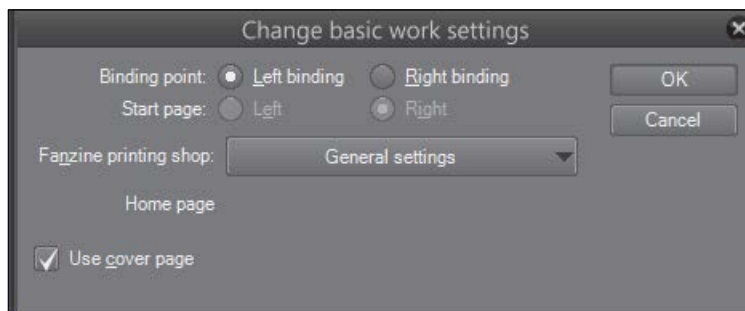 Change basic work settings
Binding point: Left binding Right binding OK
Start page: Left Right Cancel
Fanzine printing shop: General settings
Home page
Use cover page